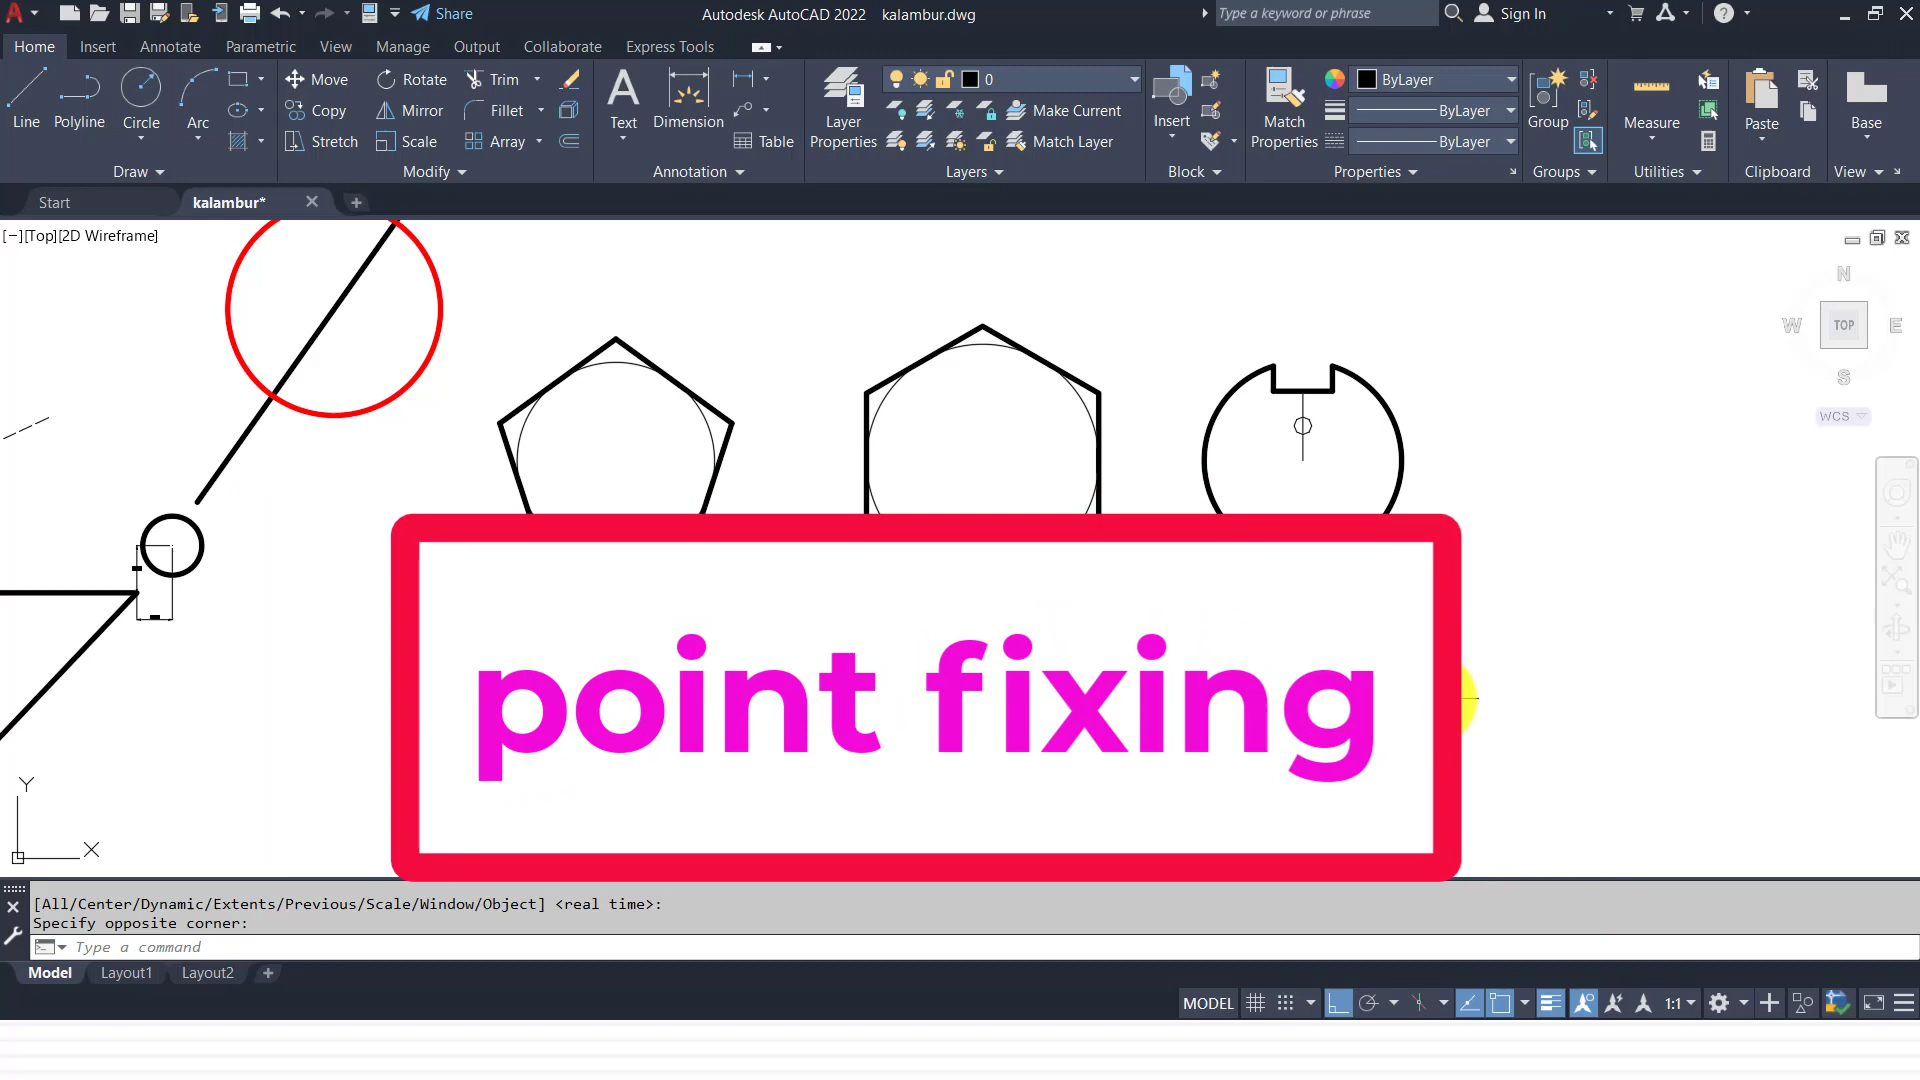 Share
Autodesk AutoCAD 2022 kalambur.dwg
Type a keyword or phrase
Sign In
Home Insert Annotate Parametric View Manage Output Collaborate Express Tools
Line Polyline Circle Arc
Move Rotate Trim
Copy Mirror Fillet
Stretch Scale Array
Text Dimension Table
Layer Properties
0
Make Current
Match Layer
Insert
Match Properties
ByLayer
ByLayer
ByLayer
Group
Measure
Paste
Base
Draw Modify Annotation Layers Block Properties Groups Utilities Clipboard View
Start kalambur*
[−][Top][2D Wireframe]
N
W TOP E
S
WCS
point fixing
Y
X
[All/Center/Dynamic/Extents/Previous/Scale/Window/Object] <real time>:
Specify opposite corner:
Type a command
Model Layout1 Layout2
MODEL 1:1